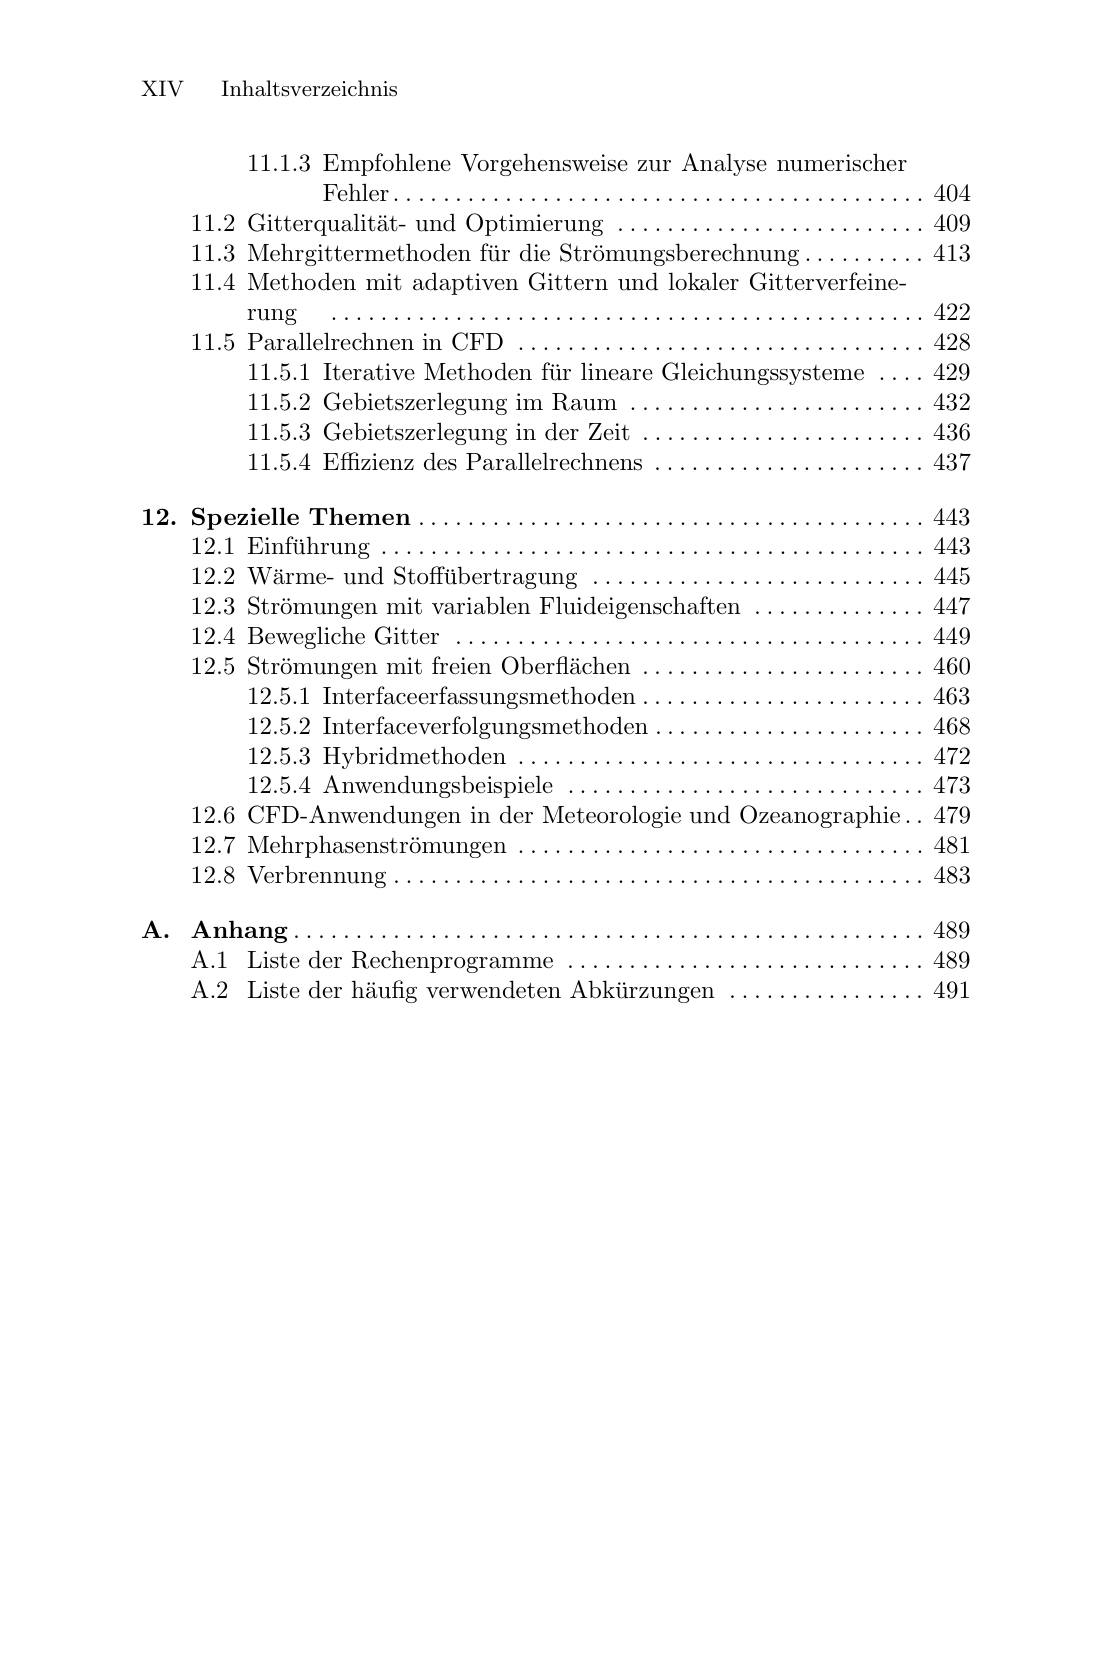 XIV Inhaltsverzeichnis
11.1.3 Empfohlene Vorgehensweise zur Analyse numerischer
Fehler . . . . . . . . . . . . . . . . . . . . . . . . . . . . . . . . . . . . . . . . . . . 404
11.2 Gitterqualität- und Optimierung . . . . . . . . . . . . . . . . . . . . . . . . . 409
11.3 Mehrgittermethoden für die Strömungsberechnung . . . . . . . . . . 413
11.4 Methoden mit adaptiven Gittern und lokaler Gitterverfeine-
rung . . . . . . . . . . . . . . . . . . . . . . . . . . . . . . . . . . . . . . . . . . . . . . . . 422
11.5 Parallelrechnen in CFD . . . . . . . . . . . . . . . . . . . . . . . . . . . . . . . . . 428
11.5.1 Iterative Methoden für lineare Gleichungssysteme . . . . 429
11.5.2 Gebietszerlegung im Raum . . . . . . . . . . . . . . . . . . . . . . . . 432
11.5.3 Gebietszerlegung in der Zeit . . . . . . . . . . . . . . . . . . . . . . . 436
11.5.4 Effizienz des Parallelrechnens . . . . . . . . . . . . . . . . . . . . . . 437
12. Spezielle Themen . . . . . . . . . . . . . . . . . . . . . . . . . . . . . . . . . . . . . . . . . 443
12.1 Einführung . . . . . . . . . . . . . . . . . . . . . . . . . . . . . . . . . . . . . . . . . . . . 443
12.2 Wärme- und Stoffübertragung . . . . . . . . . . . . . . . . . . . . . . . . . . . 445
12.3 Strömungen mit variablen Fluideigenschaften . . . . . . . . . . . . . . 447
12.4 Bewegliche Gitter . . . . . . . . . . . . . . . . . . . . . . . . . . . . . . . . . . . . . . 449
12.5 Strömungen mit freien Oberflächen . . . . . . . . . . . . . . . . . . . . . . . 460
12.5.1 Interfaceerfassungsmethoden . . . . . . . . . . . . . . . . . . . . . . . 463
12.5.2 Interfaceverfolgungsmethoden . . . . . . . . . . . . . . . . . . . . . . 468
12.5.3 Hybridmethoden . . . . . . . . . . . . . . . . . . . . . . . . . . . . . . . . . 472
12.5.4 Anwendungsbeispiele . . . . . . . . . . . . . . . . . . . . . . . . . . . . . 473
12.6 CFD-Anwendungen in der Meteorologie und Ozeanographie . . 479
12.7 Mehrphasenströmungen . . . . . . . . . . . . . . . . . . . . . . . . . . . . . . . . . 481
12.8 Verbrennung . . . . . . . . . . . . . . . . . . . . . . . . . . . . . . . . . . . . . . . . . . . 483
A. Anhang . . . . . . . . . . . . . . . . . . . . . . . . . . . . . . . . . . . . . . . . . . . . . . . . . . . 489
A.1 Liste der Rechenprogramme . . . . . . . . . . . . . . . . . . . . . . . . . . . . . 489
A.2 Liste der häufig verwendeten Abkürzungen . . . . . . . . . . . . . . . . 491